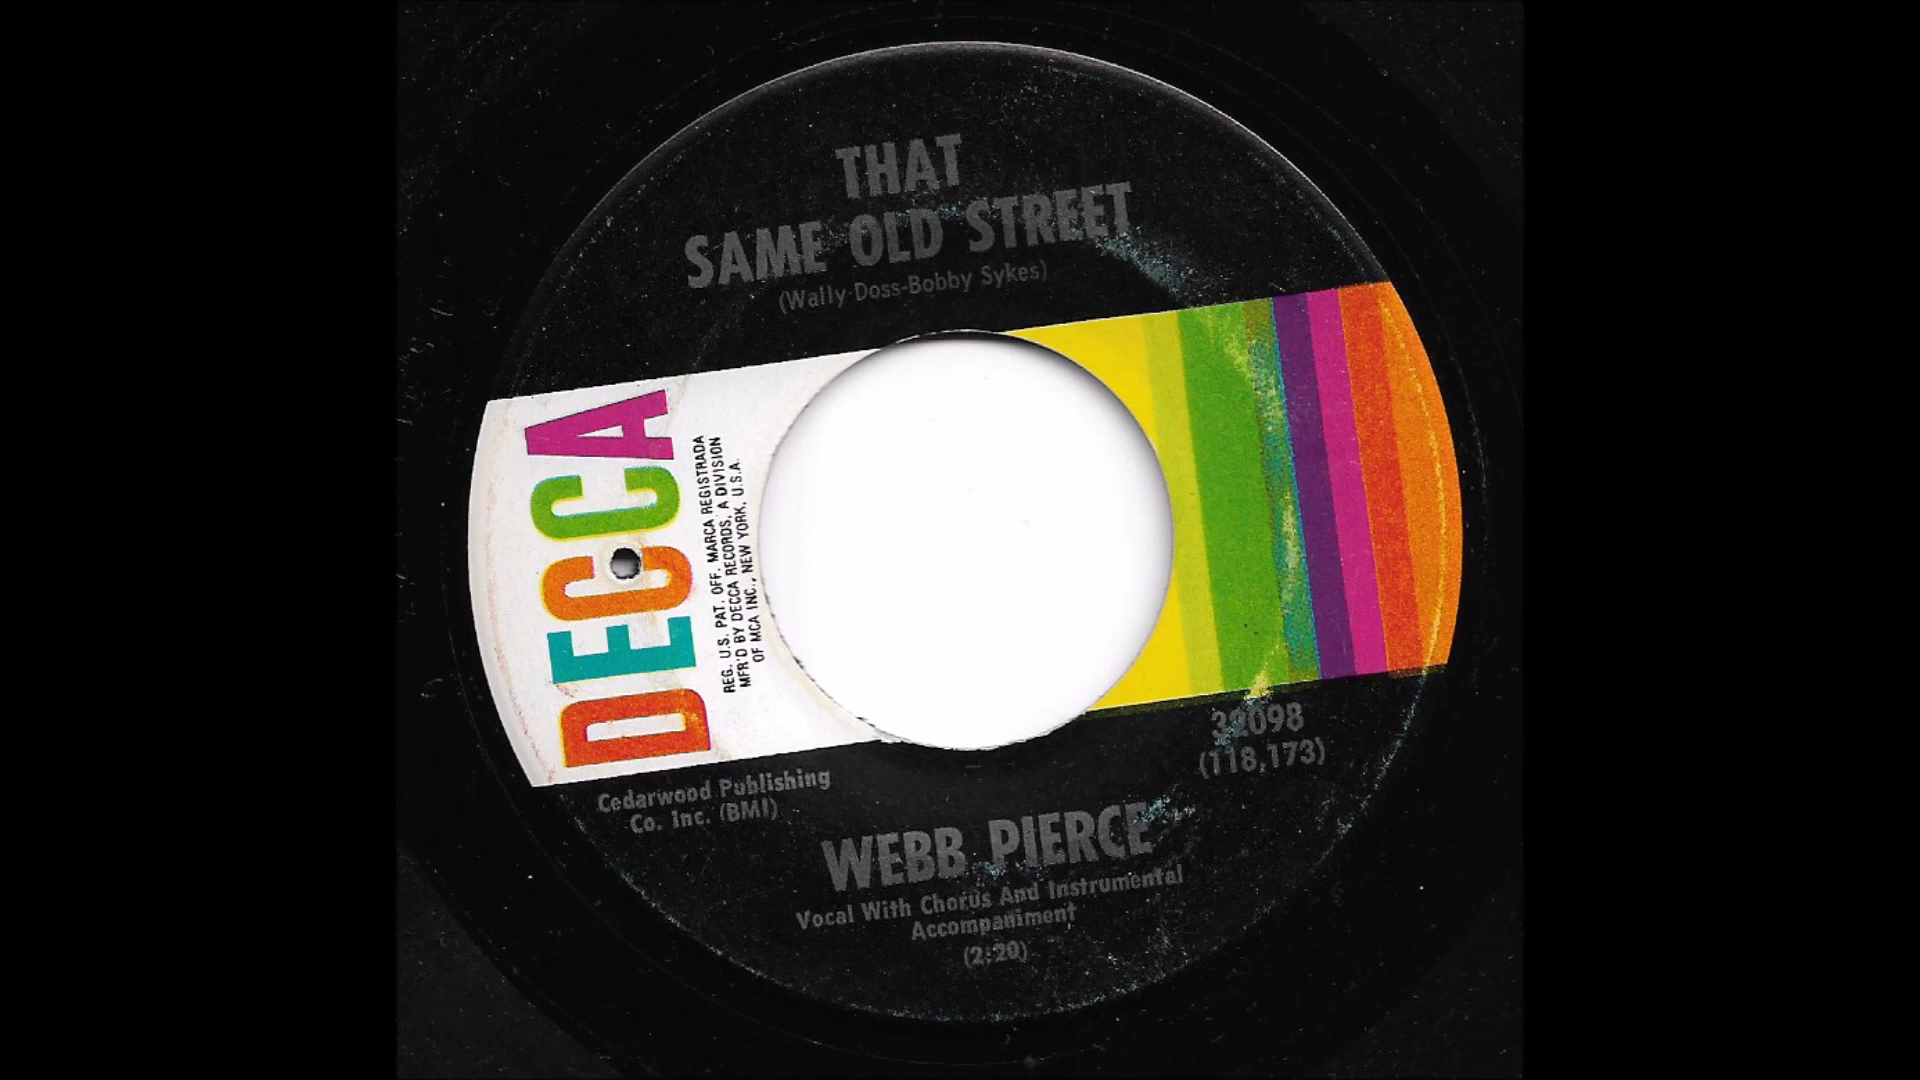 THAT
SAME OLD STREET
(Wally Doss-Bobby Sykes)
DECCA
REG. U.S. PAT. OFF. MARCA REGISTRADA
MFR'D BY DECCA RECORDS, A DIVISION
OF MCA INC., NEW YORK, U.S.A.
32098
(118,173)
Cedarwood Publishing
Co. Inc. (BMI)
WEBB PIERCE
Vocal With Chorus And Instrumental
Accompaniment
(2:20)